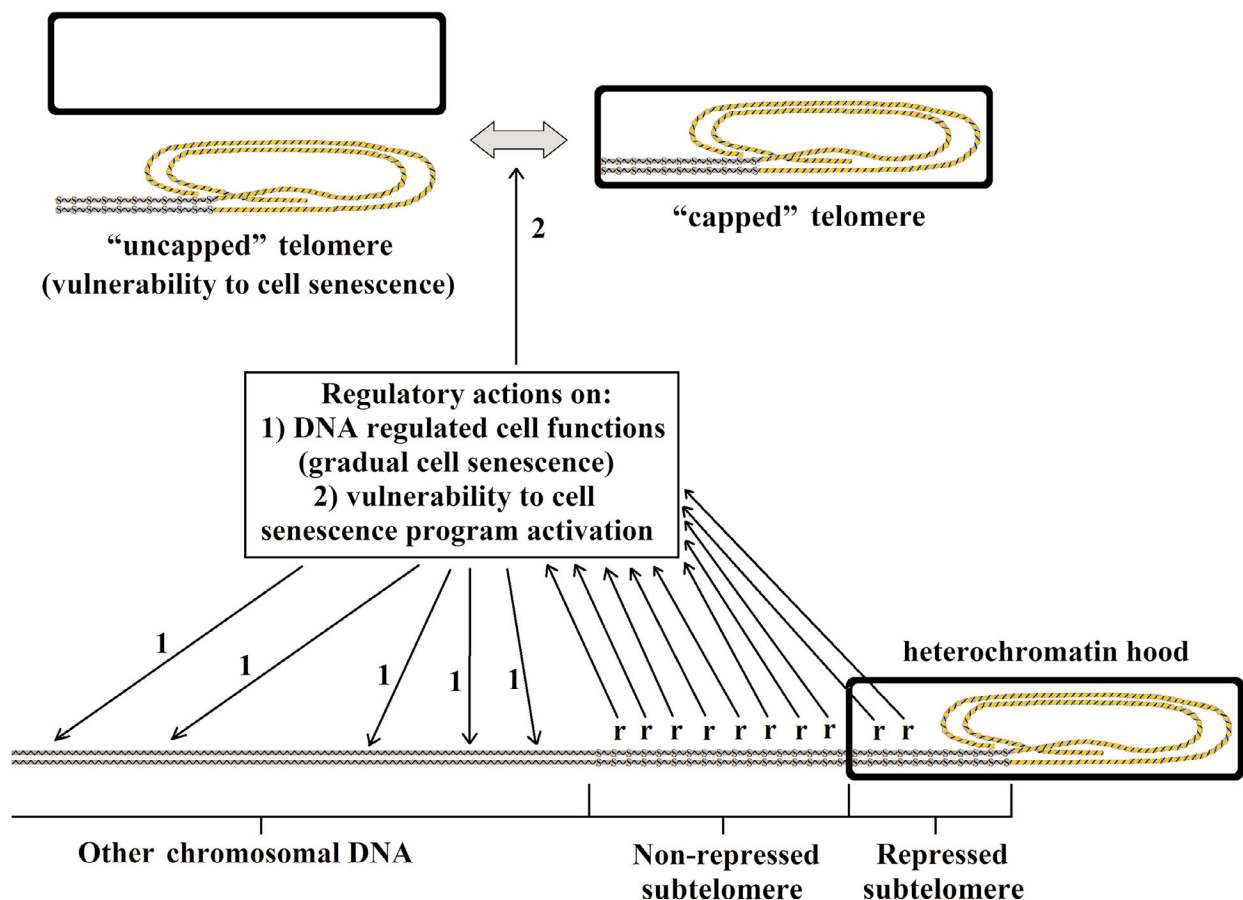 “uncapped” telomere
(vulnerability to cell senescence)
“capped” telomere
2
Regulatory actions on:
1) DNA regulated cell functions
(gradual cell senescence)
2) vulnerability to cell
senescence program activation
1
1
1
1
1
heterochromatin hood
r r r r r r r r r r
Other chromosomal DNA
Non-repressed
subtelomere
Repressed
subtelomere